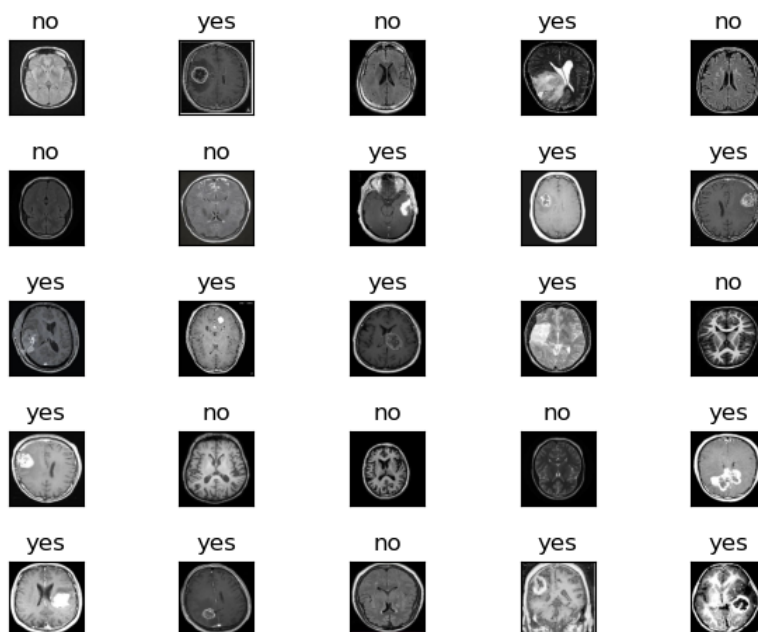 no yes no yes no
no no yes yes yes
yes yes yes yes no
yes no no no yes
yes yes no yes yes